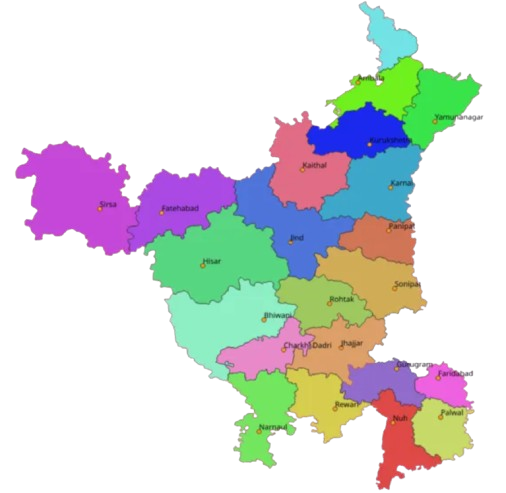 Ambala
Yamunanagar
Kurukshetra
Kaithal
Karnal
Sirsa
Fatehabad
Panipat
Jind
Hisar
Sonipat
Rohtak
Bhiwani
Charkhi Dadri
Jhajjar
Gurugram
Faridabad
Rewari
Palwal
Nuh
Narnaul